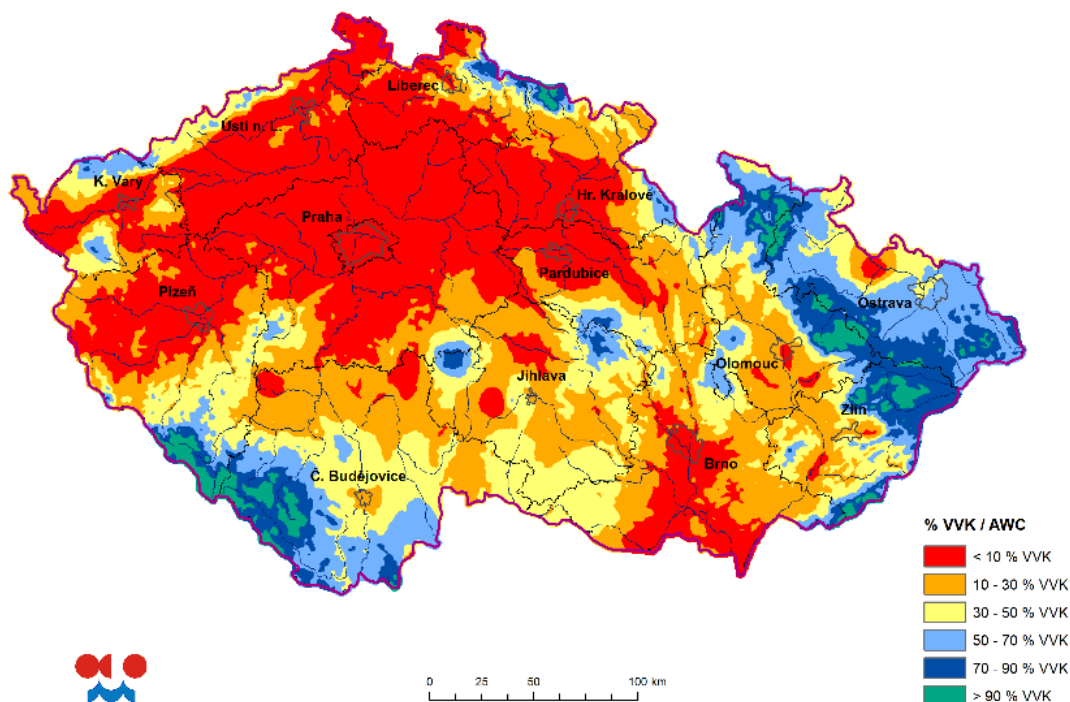 Liberec
Ústí n. L.
K. Vary
Hr. Králové
Praha
Pardubice
Plzeň
Ostrava
Olomouc
Jihlava
Zlín
Brno
Č. Budějovice
% VVK / AWC
< 10 % VVK
10 - 30 % VVK
30 - 50 % VVK
50 - 70 % VVK
70 - 90 % VVK
> 90 % VVK
0 25 50 100 km